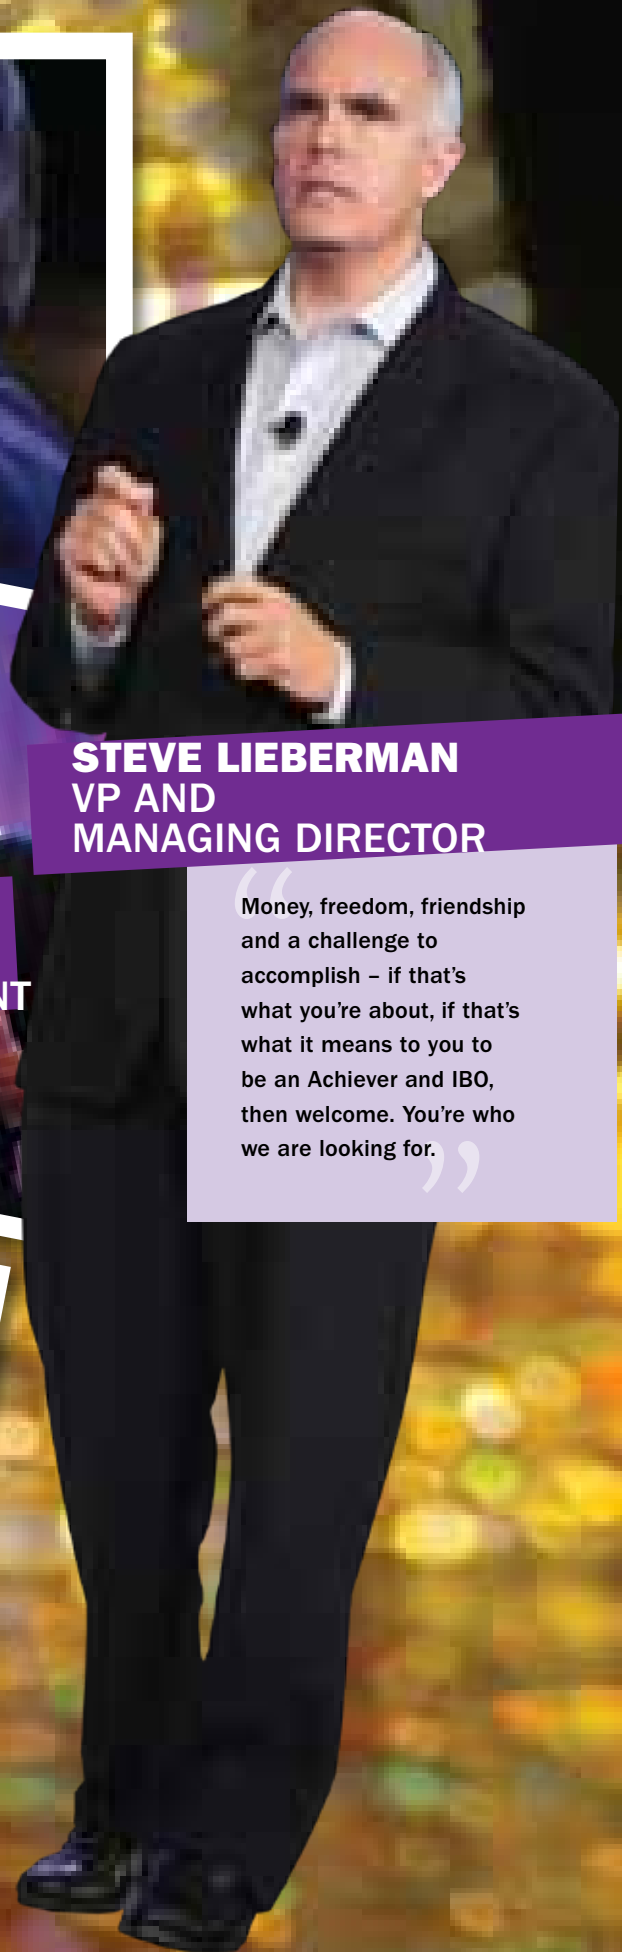 STEVE LIEBERMAN
VP AND
MANAGING DIRECTOR
NT
“Money, freedom, friendship
and a challenge to
accomplish – if that’s
what you’re about, if that’s
what it means to you to
be an Achiever and IBO,
then welcome. You’re who
we are looking for.”